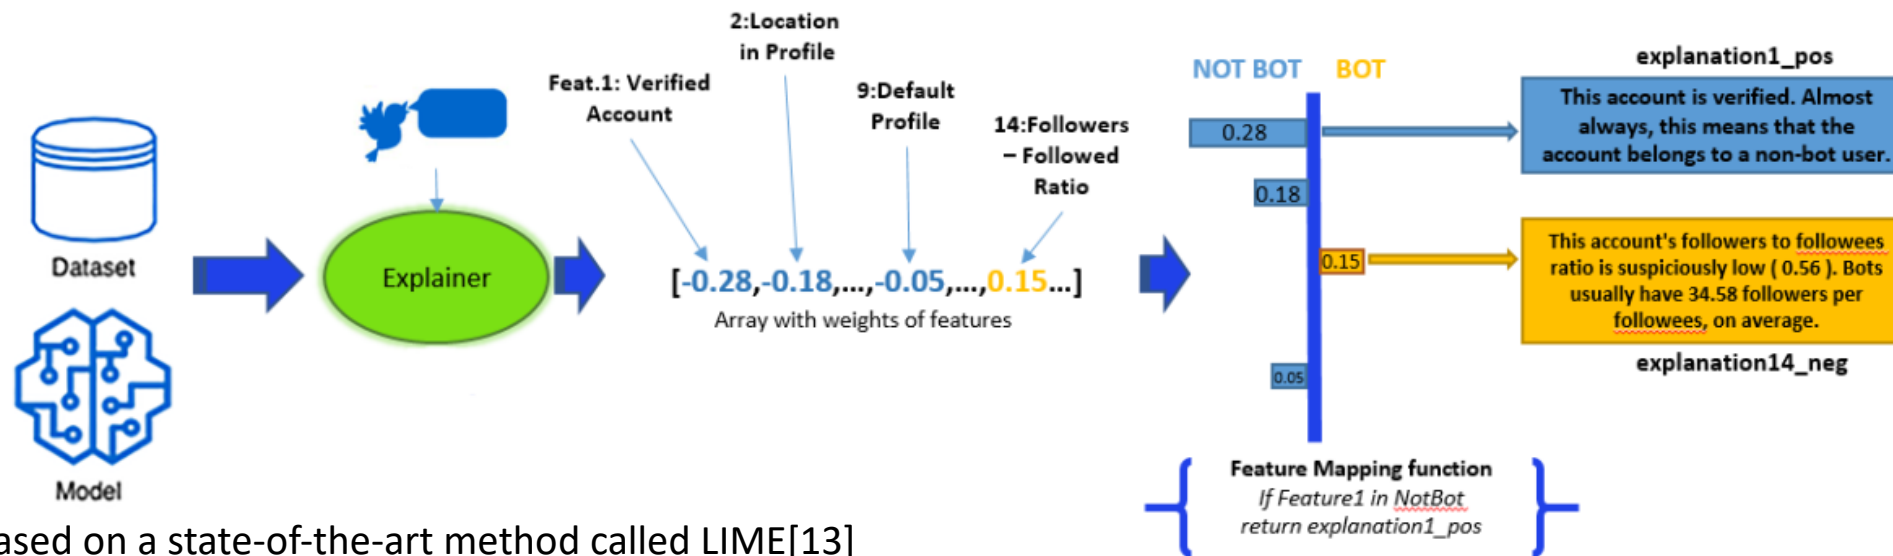 Dataset
Model
Explainer
Feat.1: Verified
Account
2:Location
in Profile
9:Default
Profile
14:Followers
– Followed
Ratio
[-0.28,-0.18,...,-0.05,...,0.15...]
Array with weights of features
NOT BOT
BOT
0.28
0.18
0.15
0.05
explanation1_pos
This account is verified. Almost
always, this means that the
account belongs to a non-bot user.
This account's followers to followees
ratio is suspiciously low ( 0.56 ). Bots
usually have 34.58 followers per
followees, on average.
explanation14_neg
Feature Mapping function
If Feature1 in NotBot
return explanation1_pos
ased on a state-of-the-art method called LIME[13]